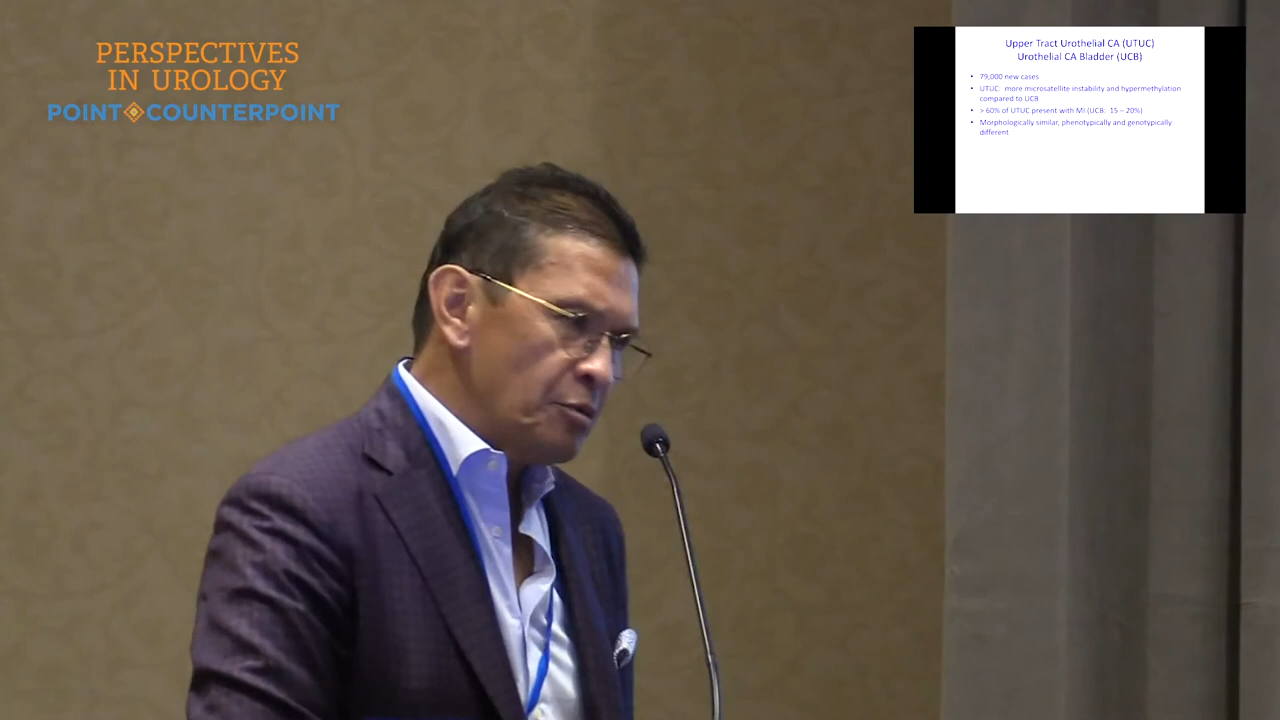 PERSPECTIVES
IN UROLOGY
POINT COUNTERPOINT
Upper Tract Urothelial CA (UTUC)
Urothelial CA Bladder (UCB)
• 79,000 new cases
• UTUC: more microsatellite instability and hypermethylation
compared to UCB
• > 60% of UTUC present with MI (UCB: 15 – 20%)
• Morphologically similar, phenotypically and genotypically
different